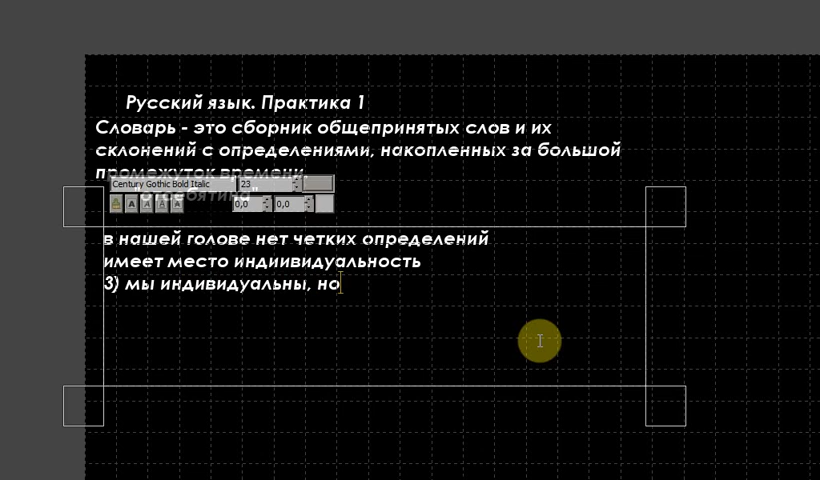 Русский язык. Практика 1
Словарь - это сборник общепринятых слов и их
склонений с определениями, накопленных за большой
промежуток времени.
Century Gothic Bold Italic 23
"отсебятина"
A A A A 0,0 0,0
в нашей голове нет четких определений
имеет место индиивидуальность
3) мы индивидуальны, но